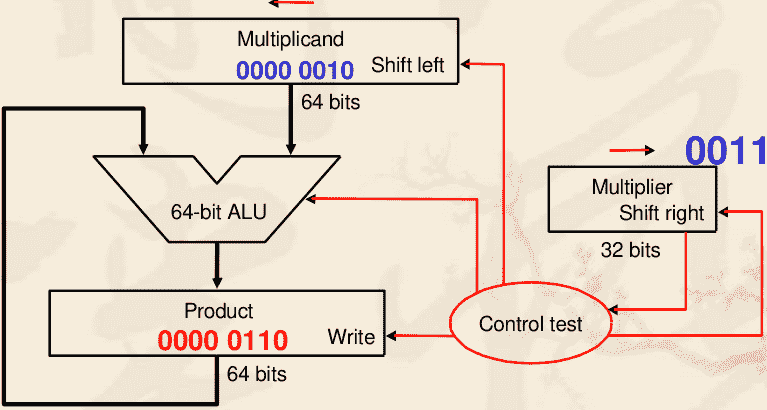 Multiplicand
0000 0010 Shift left
64 bits
0011
Multiplier
Shift right
64-bit ALU
32 bits
Product
Control test
0000 0110 Write
64 bits